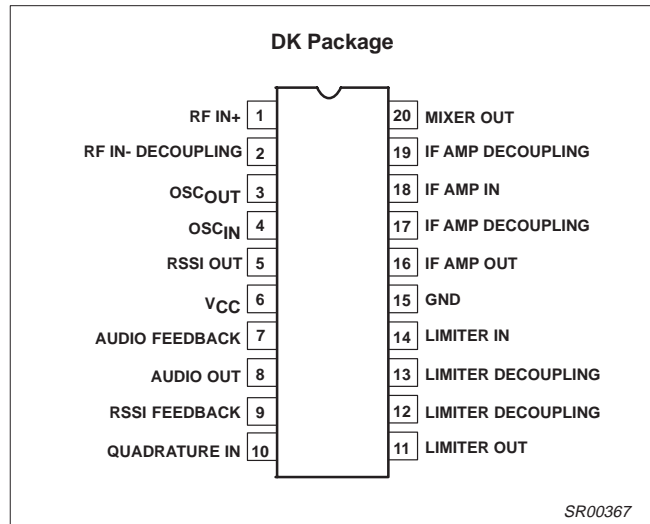 DK Package
RF IN+ 1
RF IN- DECOUPLING 2
OSCOUT 3
OSCIN 4
RSSI OUT 5
VCC 6
AUDIO FEEDBACK 7
AUDIO OUT 8
RSSI FEEDBACK 9
QUADRATURE IN 10
20 MIXER OUT
19 IF AMP DECOUPLING
18 IF AMP IN
17 IF AMP DECOUPLING
16 IF AMP OUT
15 GND
14 LIMITER IN
13 LIMITER DECOUPLING
12 LIMITER DECOUPLING
11 LIMITER OUT
SR00367